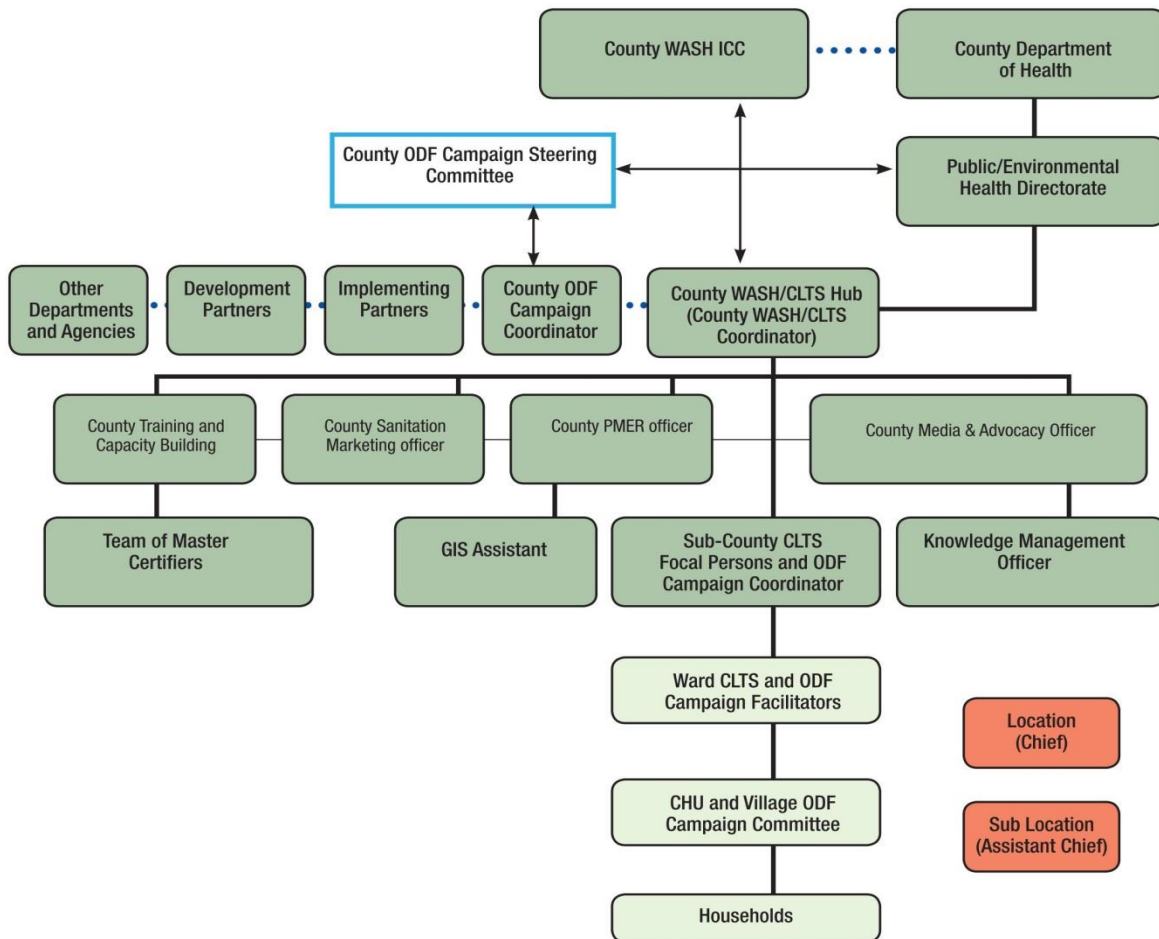 County WASH ICC
County Department
of Health
County ODF Campaign Steering
Committee
Public/Environmental
Health Directorate
Other
Departments
and Agencies
Development
Partners
Implementing
Partners
County ODF
Campaign
Coordinator
County WASH/CLTS Hub
(County WASH/CLTS
Coordinator)
County Training and
Capacity Building
County Sanitation
Marketing officer
County PMER officer
County Media & Advocacy Officer
Team of Master
Certifiers
GIS Assistant
Sub-County CLTS
Focal Persons and ODF
Campaign Coordinator
Knowledge Management
Officer
Ward CLTS and ODF
Campaign Facilitators
Location
(Chief)
CHU and Village ODF
Campaign Committee
Sub Location
(Assistant Chief)
Households